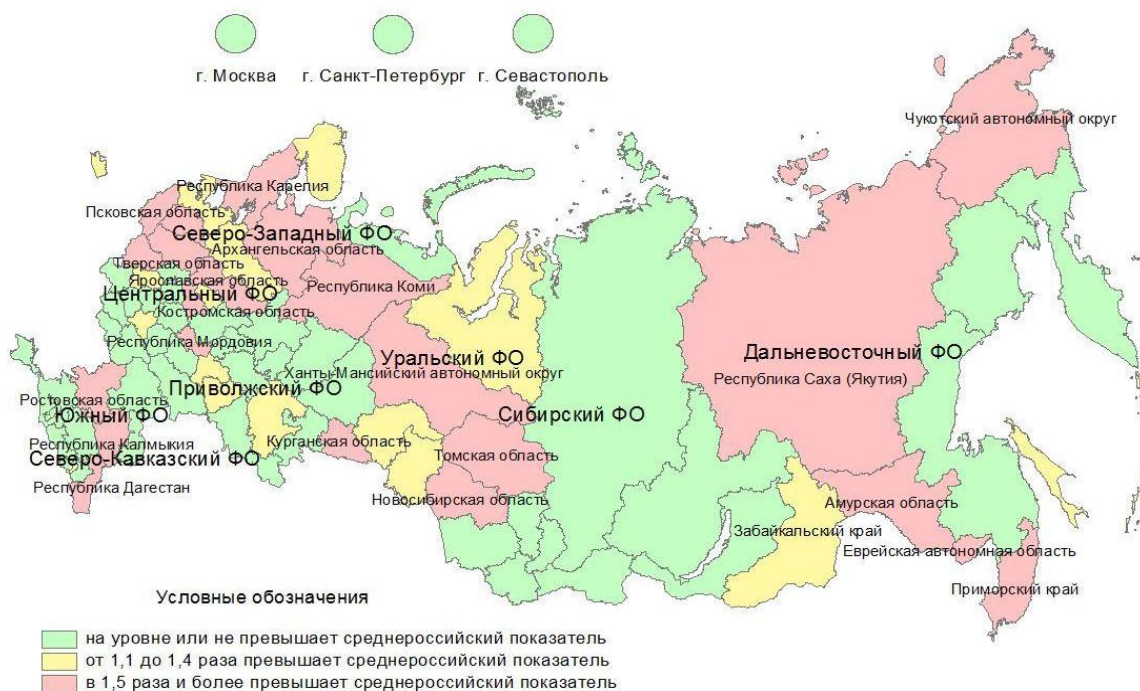 г. Москва
г. Санкт-Петербург
г. Севастополь
Чукотский автономный округ
Республика Карелия
Псковская область
Северо-Западный ФО
Архангельская область
Тверская область
Ярославская область
Республика Коми
Центральный ФО
Костромская область
Республика Мордовия
Уральский ФО
Дальневосточный ФО
Ханты-Мансийский автономный округ
Республика Саха (Якутия)
Приволжский ФО
Ростовская область
Сибирский ФО
Южный ФО
Республика Калмыкия
Курганская область
Северо-Кавказский ФО
Томская область
Республика Дагестан
Новосибирская область
Амурская область
Забайкальский край
Еврейская автономная область
Приморский край
Условные обозначения
на уровне или не превышает среднероссийский показатель
от 1,1 до 1,4 раза превышает среднероссийский показатель
в 1,5 раза и более превышает среднероссийский показатель